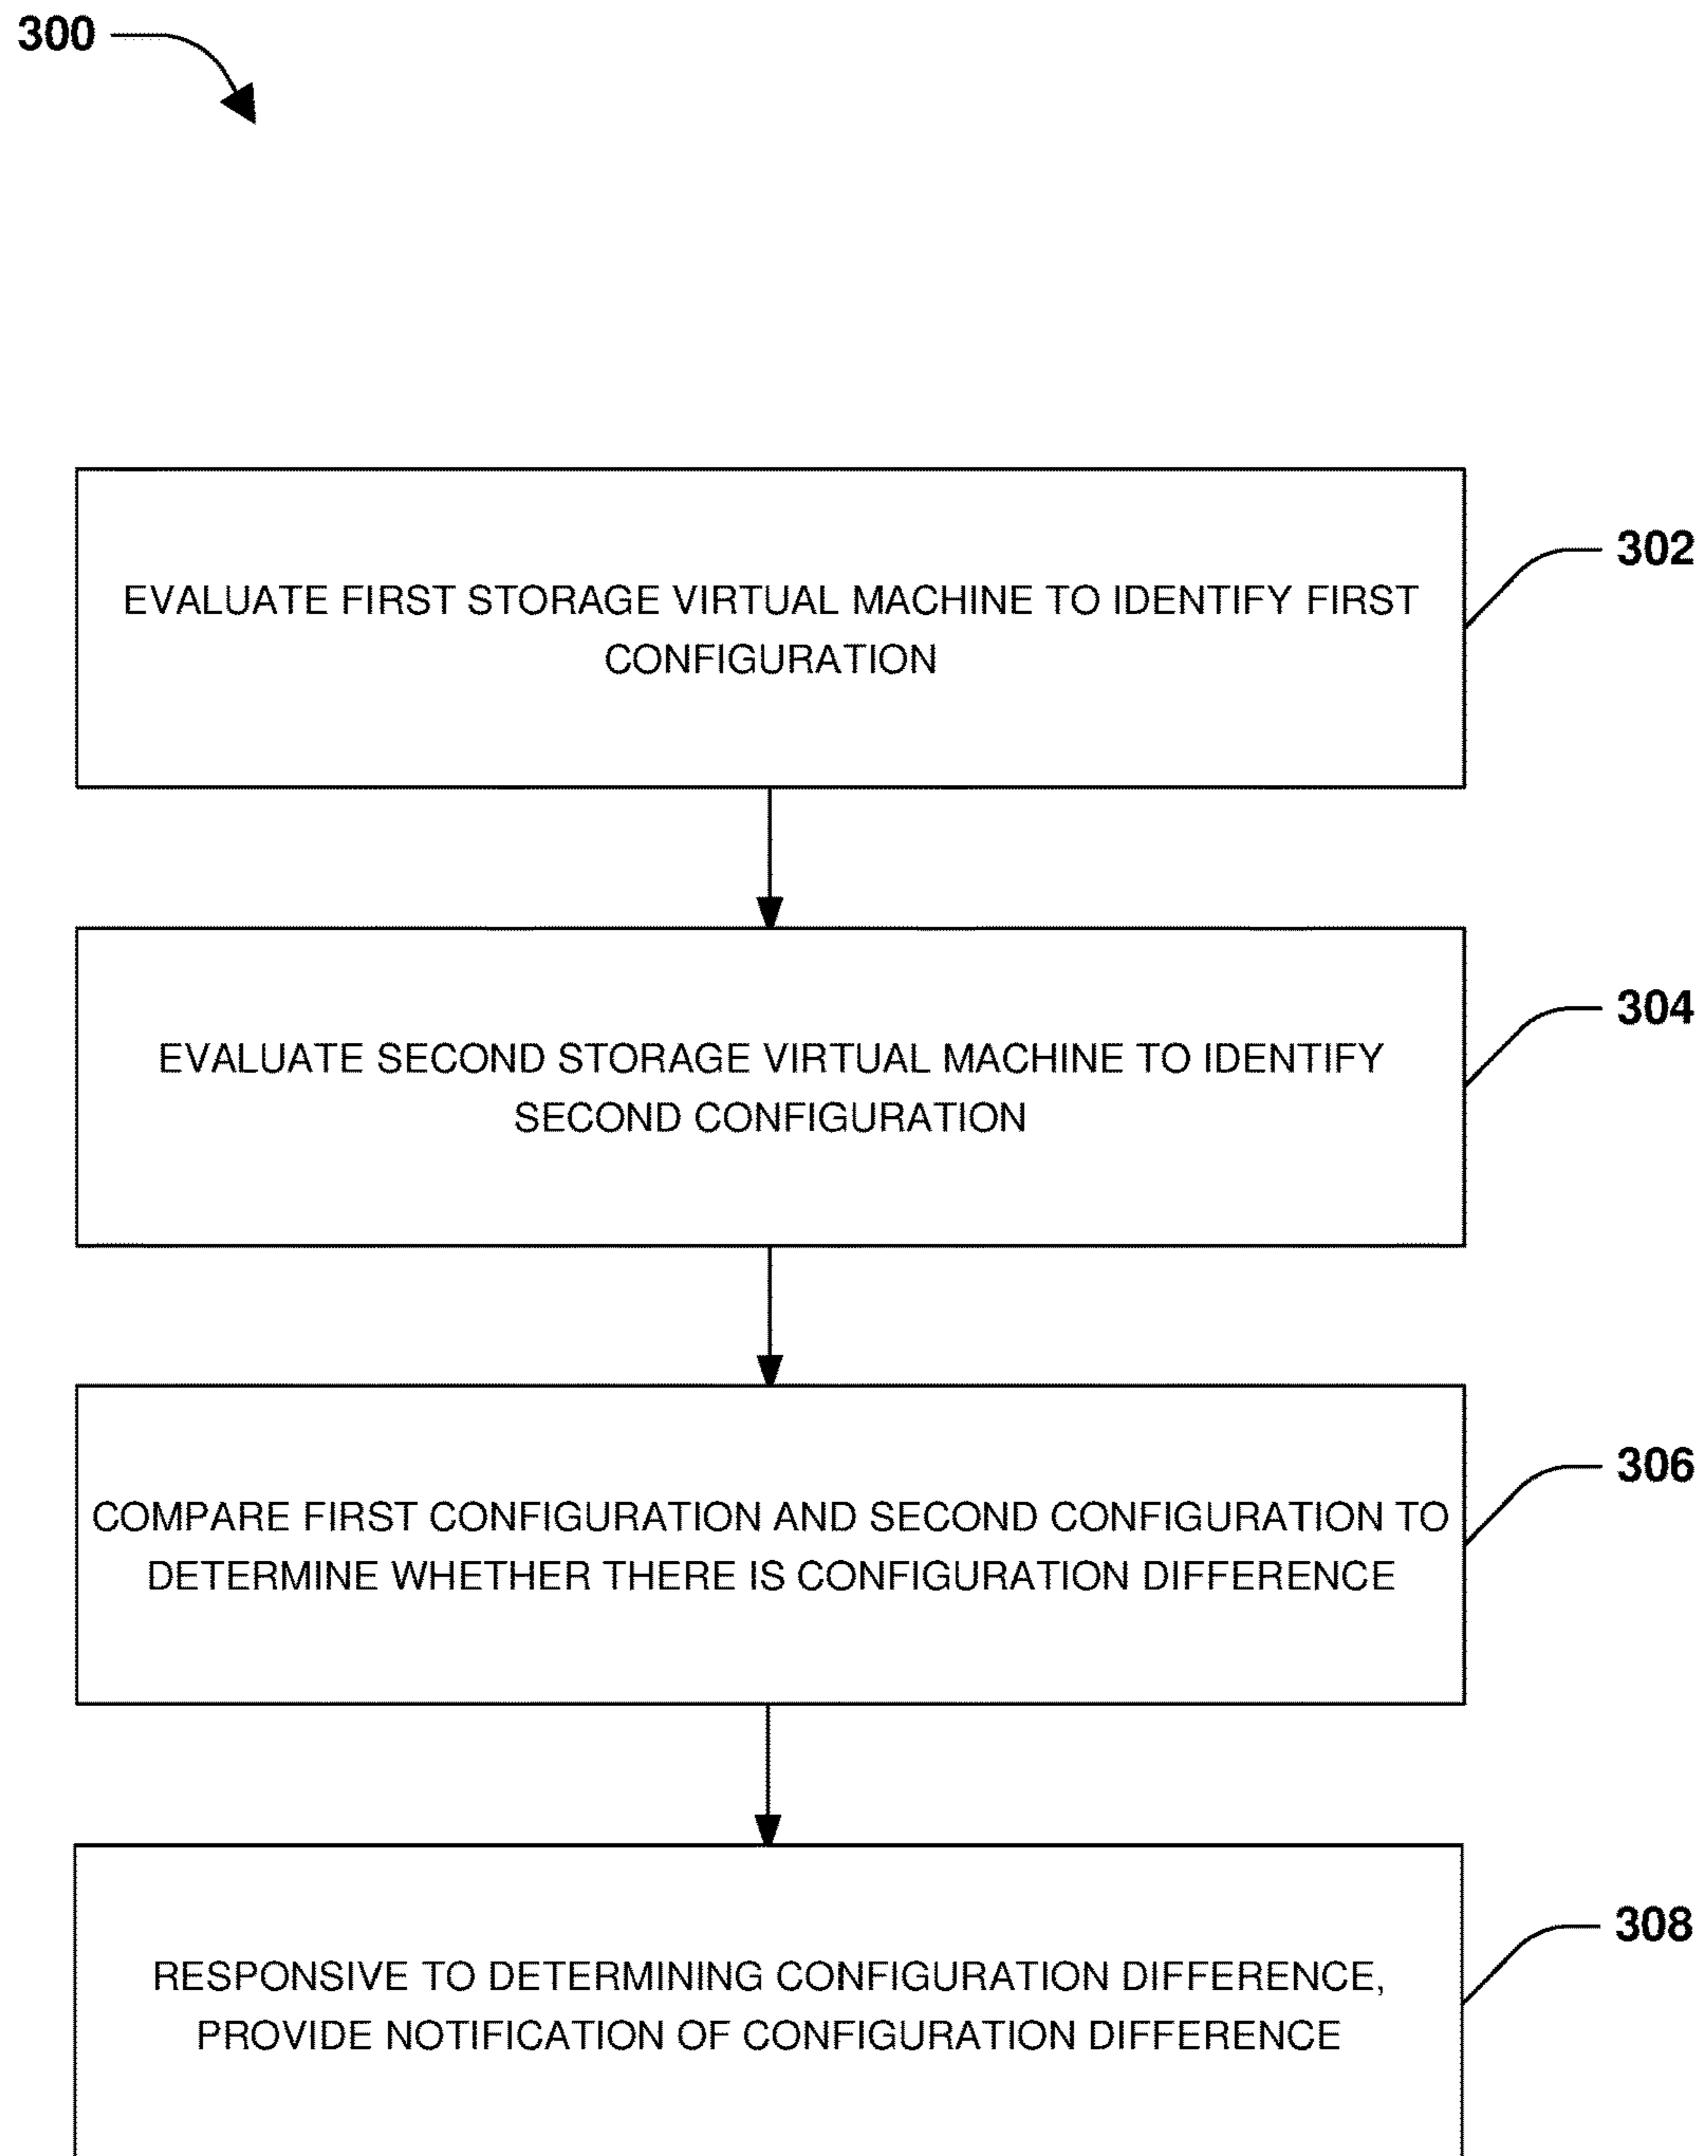 300
EVALUATE FIRST STORAGE VIRTUAL MACHINE TO IDENTIFY FIRST
CONFIGURATION
302
EVALUATE SECOND STORAGE VIRTUAL MACHINE TO IDENTIFY
SECOND CONFIGURATION
304
COMPARE FIRST CONFIGURATION AND SECOND CONFIGURATION TO
DETERMINE WHETHER THERE IS CONFIGURATION DIFFERENCE
306
RESPONSIVE TO DETERMINING CONFIGURATION DIFFERENCE,
PROVIDE NOTIFICATION OF CONFIGURATION DIFFERENCE
308